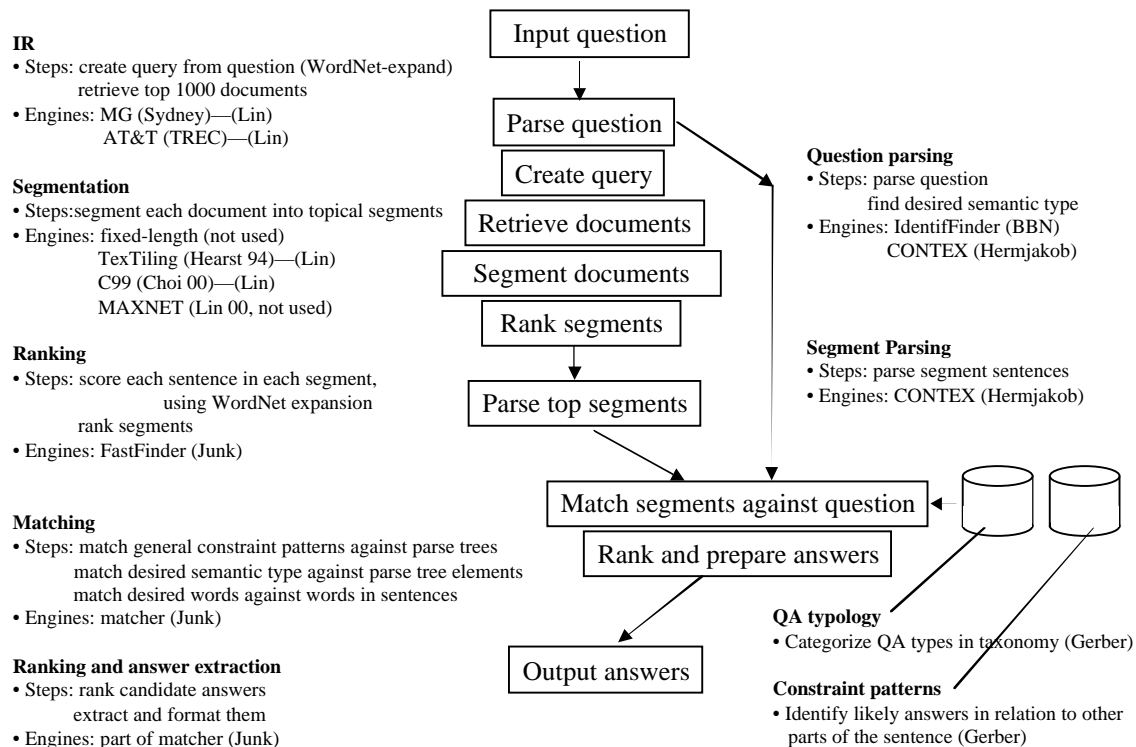 IR
• Steps: create query from question (WordNet-expand)
retrieve top 1000 documents
• Engines: MG (Sydney)—(Lin)
AT&T (TREC)—(Lin)
Segmentation
• Steps:segment each document into topical segments
• Engines: fixed-length (not used)
TexTiling (Hearst 94)—(Lin)
C99 (Choi 00)—(Lin)
MAXNET (Lin 00, not used)
Ranking
• Steps: score each sentence in each segment,
using WordNet expansion
rank segments
• Engines: FastFinder (Junk)
Matching
• Steps: match general constraint patterns against parse trees
match desired semantic type against parse tree elements
match desired words against words in sentences
• Engines: matcher (Junk)
Ranking and answer extraction
• Steps: rank candidate answers
extract and format them
• Engines: part of matcher (Junk)
Input question
Parse question
Create query
Retrieve documents
Segment documents
Rank segments
Parse top segments
Match segments against question
Rank and prepare answers
Output answers
Question parsing
• Steps: parse question
find desired semantic type
• Engines: IdentifFinder (BBN)
CONTEX (Hermjakob)
Segment Parsing
• Steps: parse segment sentences
• Engines: CONTEX (Hermjakob)
QA typology
• Categorize QA types in taxonomy (Gerber)
Constraint patterns
• Identify likely answers in relation to other
parts of the sentence (Gerber)